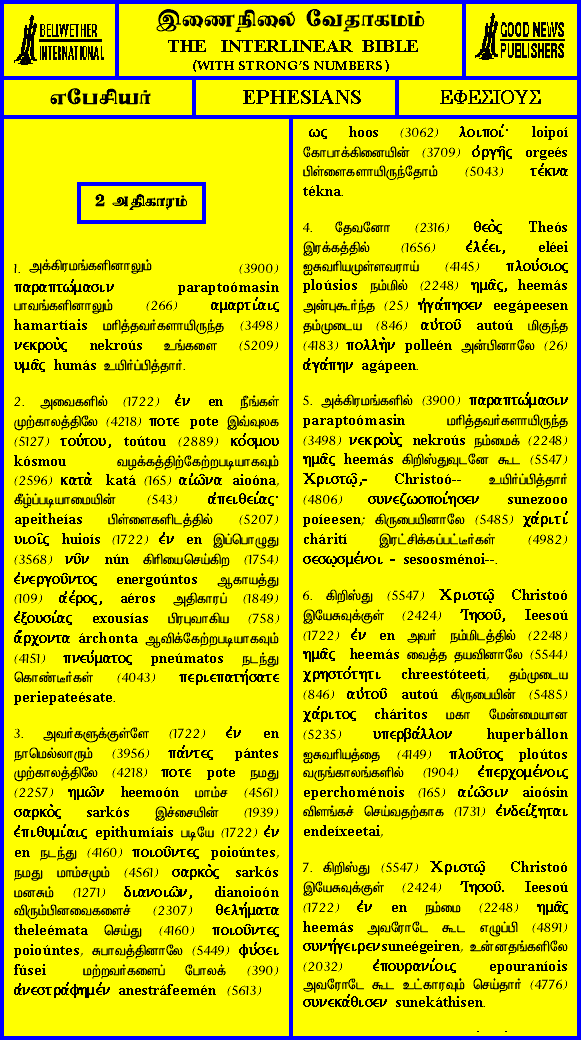 BELLWETHER
INTERNATIONAL
இணைநிலை வேதாகமம்
THE INTERLINEAR BIBLE
(WITH STRONG'S NUMBERS)
GOOD NEWS
PUBLISHERS
எபேசியர்
EPHESIANS
ΕΦΕΣΙΟΥΣ
2 அதிகாரம்
1. அக்கிரமங்களினாலும் (3900)
παραπτώμασιν paraptoómasin
பாவங்களினாலும் (266) αμαρτίαις
hamartíais மரித்தவர்களாயிருந்த (3498)
νεκροὺς nekroús உங்களை (5209)
υμᾶς humás உயிர்ப்பித்தார்.
2. அவைகளில் (1722) ἐν en நீங்கள்
முற்காலத்திலே (4218) ποτε pote இவ்வுலக
(5127) τούτου, toútou (2889) κόσμου
kósmou வழக்கத்திற்கேற்றபடியாகவும்
(2596) κατὰ katá (165) αἰῶνα aioóna,
கீழ்ப்படியாமையின் (543) ἀπειθείας·
apeitheías பிள்ளைகளிடத்தில் (5207)
υιοῖς huioís (1722) ἐν en இப்பொழுது
(3568) νῦν nún கிரியைசெய்கிற (1754)
ἐνεργοῦντος energoúntos ஆகாயத்து
(109) ἀέρος, aéros அதிகாரப் (1849)
ἐξουσίας exousías பிரபுவாகிய (758)
ἄρχοντα árchonta ஆவிக்கேற்றபடியாகவும்
(4151) πνεύματος pneúmatos நடந்து
கொண்டீர்கள் (4043) περιεπατήσατε
periepateésate.
3. அவர்களுக்குள்ளே (1722) ἐν en
நாமெல்லாரும் (3956) πάντες pántes
முற்காலத்திலே (4218) ποτε pote நமது
(2257) ημῶν heemoón மாம்ச (4561)
σαρκὸς sarkós இச்சையின் (1939)
ἐπιθυμίαις epithumíais படியே (1722) ἐν
en நடந்து (4160) ποιοῦντες poioúntes,
நமது மாம்சமும் (4561) σαρκὸς sarkós
மனசும் (1271) διανοιῶν, dianoioón
விரும்பினவைகளைச் (2307) θελήματα
theleémata செய்து (4160) ποιοῦντες
poioúntes, சுபாவத்தினாலே (5449) φύσει
fúsei மற்றவர்களைப் போலக் (390)
ἀνεστράφημέν anestráfeemén (5613)
ως hoos (3062) λοιποί· loipoí
கோபாக்கினையின் (3709) ὀργῆς orgeés
பிள்ளைகளாயிருந்தோம் (5043) τέκνα
tékna.
4. தேவனோ (2316) θεὸς Theós
இரக்கத்தில் (1656) ἐλέει, eléei
ஐசுவரியமுள்ளவராய் (4145) πλούσιος
ploúsios நம்மில் (2248) ημᾶς, heemás
அன்புகூர்ந்த (25) ἠγάπησεν eegápeesen
தம்முடைய (846) αὐτοῦ autoú மிகுந்த
(4183) πολλὴν polleén அன்பினாலே (26)
ἀγάπην agápeen.
5. அக்கிரமங்களில் (3900) παραπτώμασιν
paraptoómasin மரித்தவர்களாயிருந்த
(3498) νεκροὺς nekroús நம்மைக் (2248)
ημᾶς heemás கிறிஸ்துவுடனே கூட (5547)
Χριστῷ,- Christoó-- உயிர்ப்பித்தார்
(4806) συνεζωοποίησεν sunezooo
poíeesen; கிருபையினாலே (5485) χάριτί
cháriti இரட்சிக்கப்பட்டீர்கள் (4982)
σεσῳσμένοι - sesoosménoi--.
6. கிறிஸ்து (5547) Χριστῷ Christoó
இயேசுவுக்குள் (2424) Ἰησοῦ, Ieesoú
(1722) ἐν en அவர் நம்மிடத்தில் (2248)
ημᾶς heemás வைத்த தயவினாலே (5544)
χρηστότητι chreestóteeti, தம்முடைய
(846) αὐτοῦ autoú கிருபையின் (5485)
χάριτος cháritos மகா மேன்மையான
(5235) υπερβάλλον huperbállon
ஐசுவரியத்தை (4149) πλοῦτος ploútos
வருங்காலங்களில் (1904) ἐπερχομένοις
eperchoménois (165) αἰῶσιν aioósin
விளங்கச் செய்வதற்காக (1731) ἐνδείξηται
endeíxeetai,
7. கிறிஸ்து (5547) Χριστῷ Christoó
இயேசுவுக்குள் (2424) Ἰησοῦ. Ieesoú
(1722) ἐν en நம்மை (2248) ημᾶς
heemás அவரோடே கூட எழுப்பி (4891)
συνήγειρεν suneégeiren, உன்னதங்களிலே
(2032) ἐπουρανίοις epouraníois
அவரோடே கூட உட்காரவும் செய்தார் (4776)
συνεκάθισεν sunekáthisen.